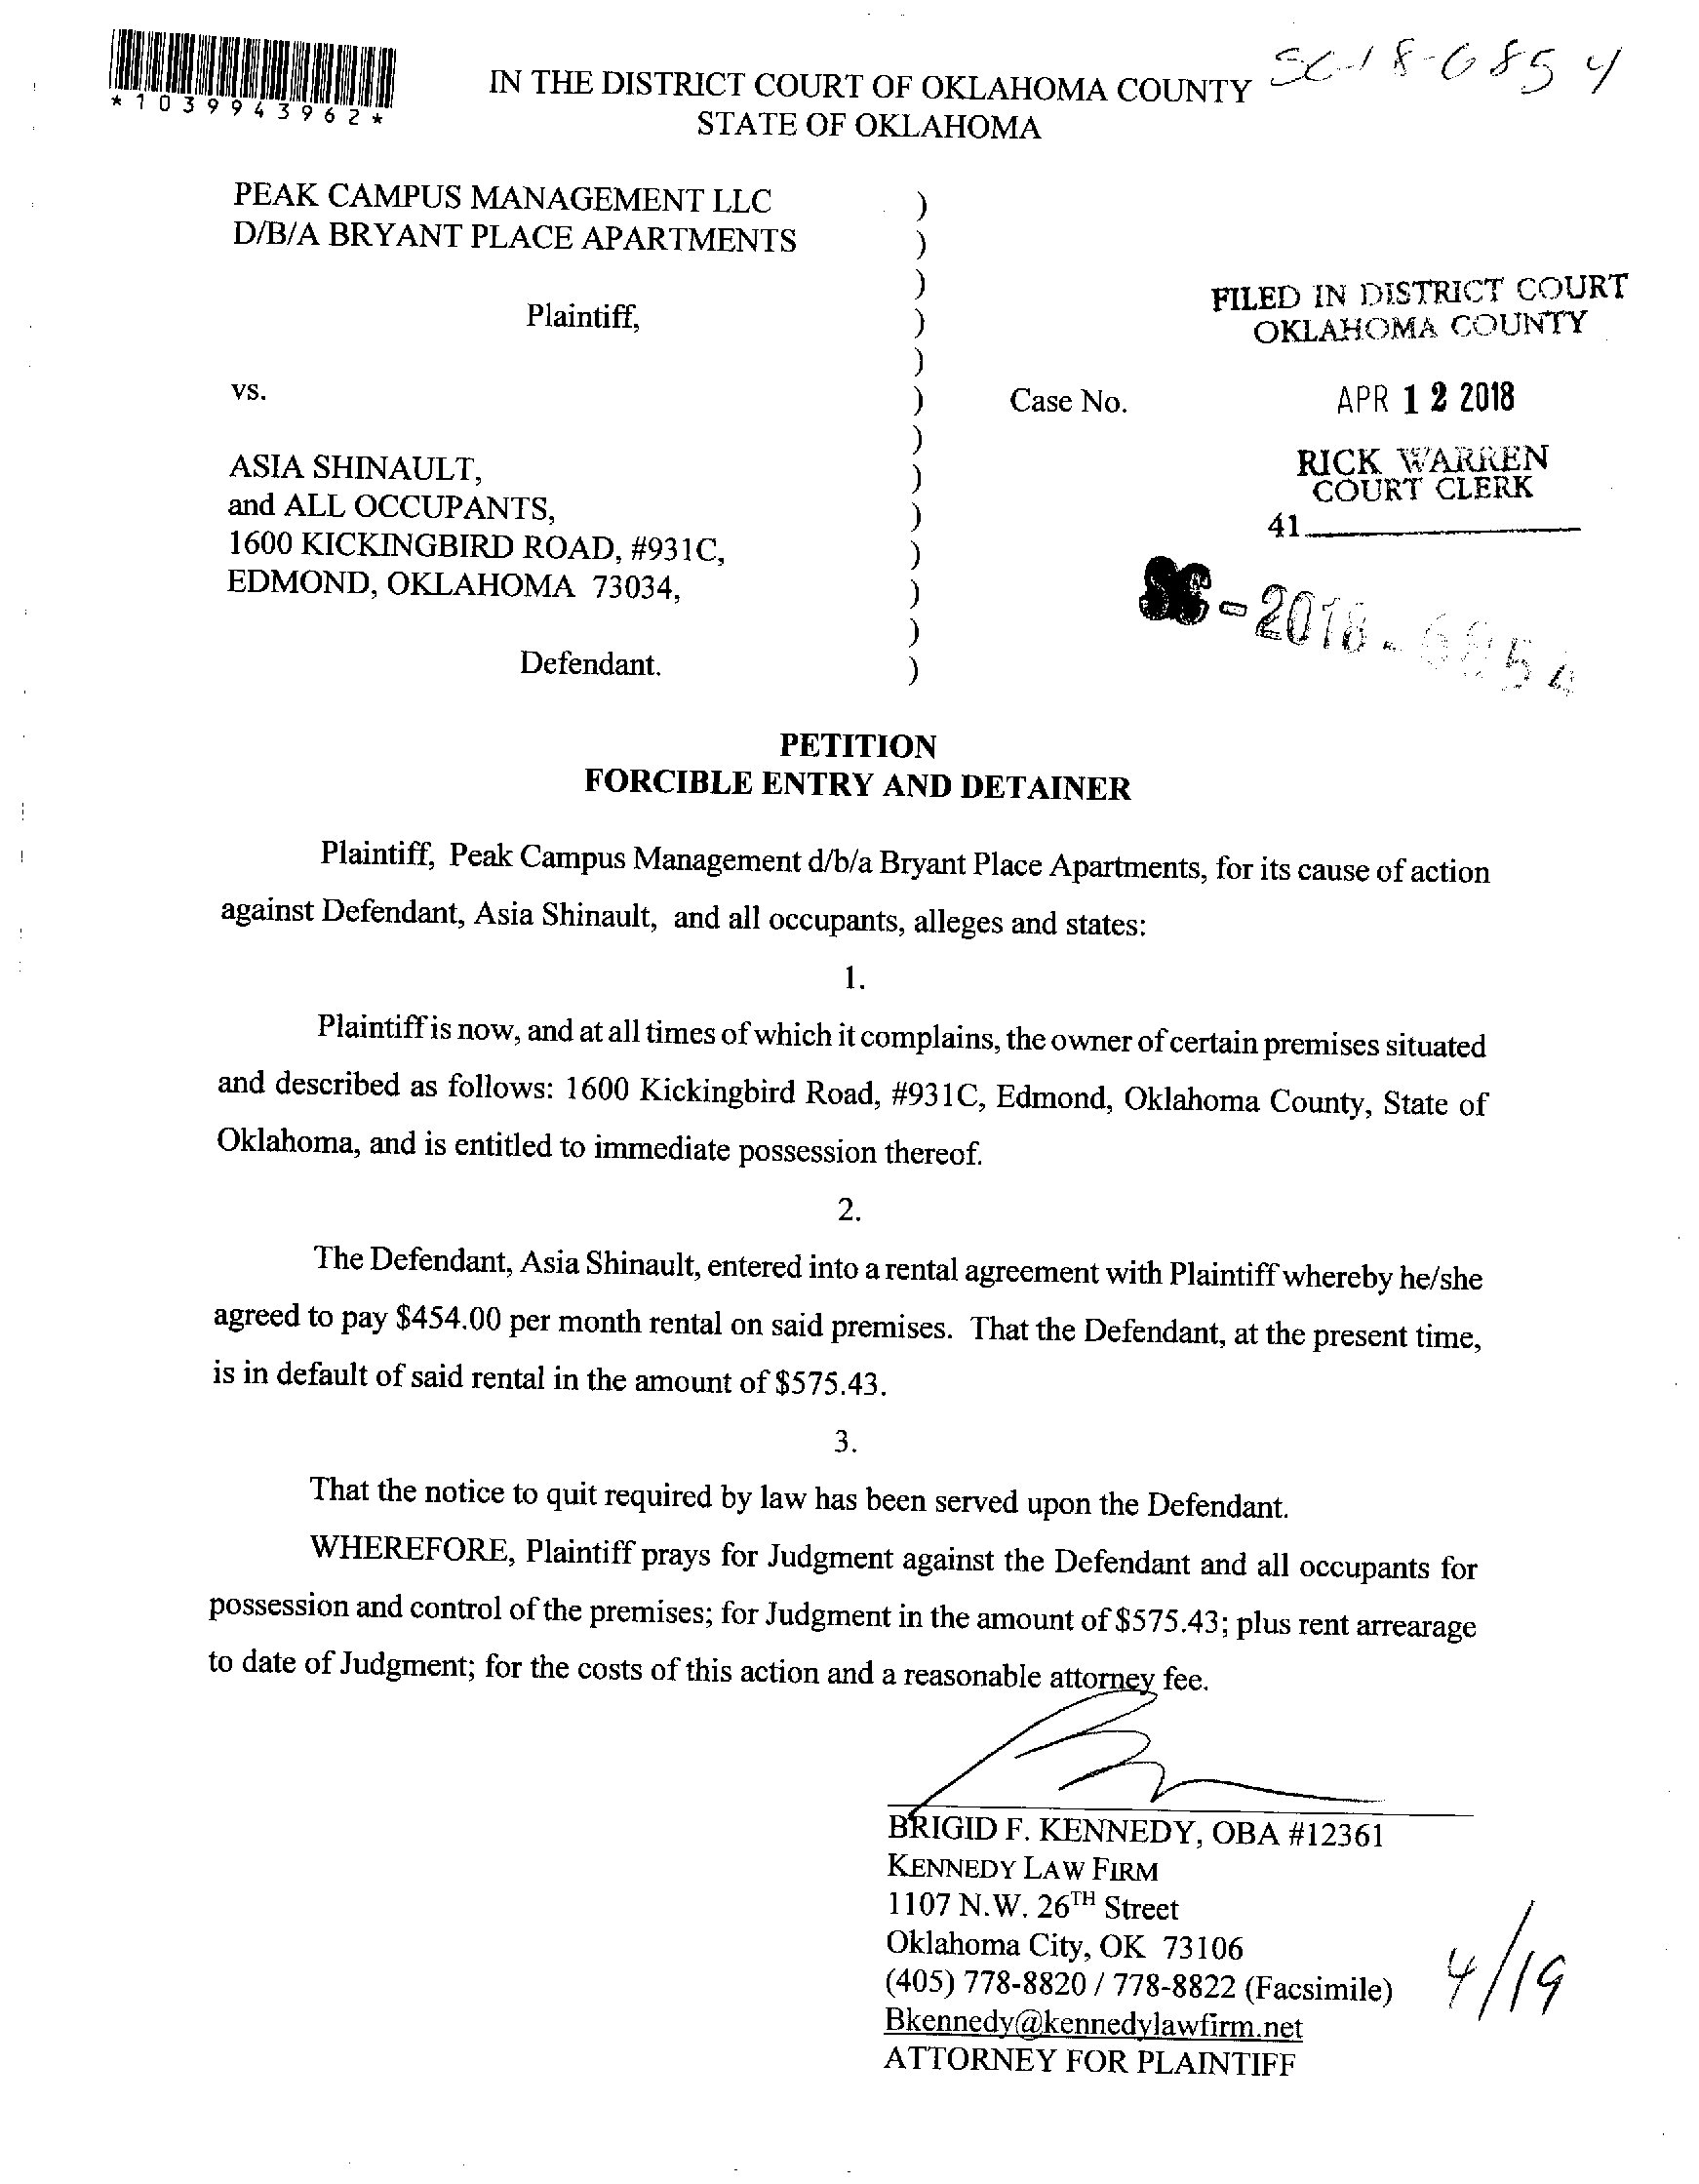 *1039943962*
SC-18-6854
IN THE DISTRICT COURT OF OKLAHOMA COUNTY
STATE OF OKLAHOMA
PEAK CAMPUS MANAGEMENT LLC )
D/B/A BRYANT PLACE APARTMENTS )
)
Plaintiff, )
)
vs. ) Case No.
)
ASIA SHINAULT, )
and ALL OCCUPANTS, )
1600 KICKINGBIRD ROAD, #931C, )
EDMOND, OKLAHOMA 73034, )
)
Defendant. )
FILED IN DISTRICT COURT
OKLAHOMA COUNTY
APR 12 2018
RICK WARREN
COURT CLERK
41
SC-2018-6854
PETITION
FORCIBLE ENTRY AND DETAINER
Plaintiff, Peak Campus Management d/b/a Bryant Place Apartments, for its cause of action
against Defendant, Asia Shinault, and all occupants, alleges and states:
1.
Plaintiff is now, and at all times of which it complains, the owner of certain premises situated
and described as follows: 1600 Kickingbird Road, #931C, Edmond, Oklahoma County, State of
Oklahoma, and is entitled to immediate possession thereof.
2.
The Defendant, Asia Shinault, entered into a rental agreement with Plaintiff whereby he/she
agreed to pay $454.00 per month rental on said premises. That the Defendant, at the present time,
is in default of said rental in the amount of $575.43.
3.
That the notice to quit required by law has been served upon the Defendant.
WHEREFORE, Plaintiff prays for Judgment against the Defendant and all occupants for
possession and control of the premises; for Judgment in the amount of $575.43; plus rent arrearage
to date of Judgment; for the costs of this action and a reasonable attorney fee.
BRIGID F. KENNEDY, OBA #12361
KENNEDY LAW FIRM
1107 N.W. 26TH Street
Oklahoma City, OK 73106
(405) 778-8820 / 778-8822 (Facsimile)
Bkennedy@kennedylawfirm.net
ATTORNEY FOR PLAINTIFF
4/19